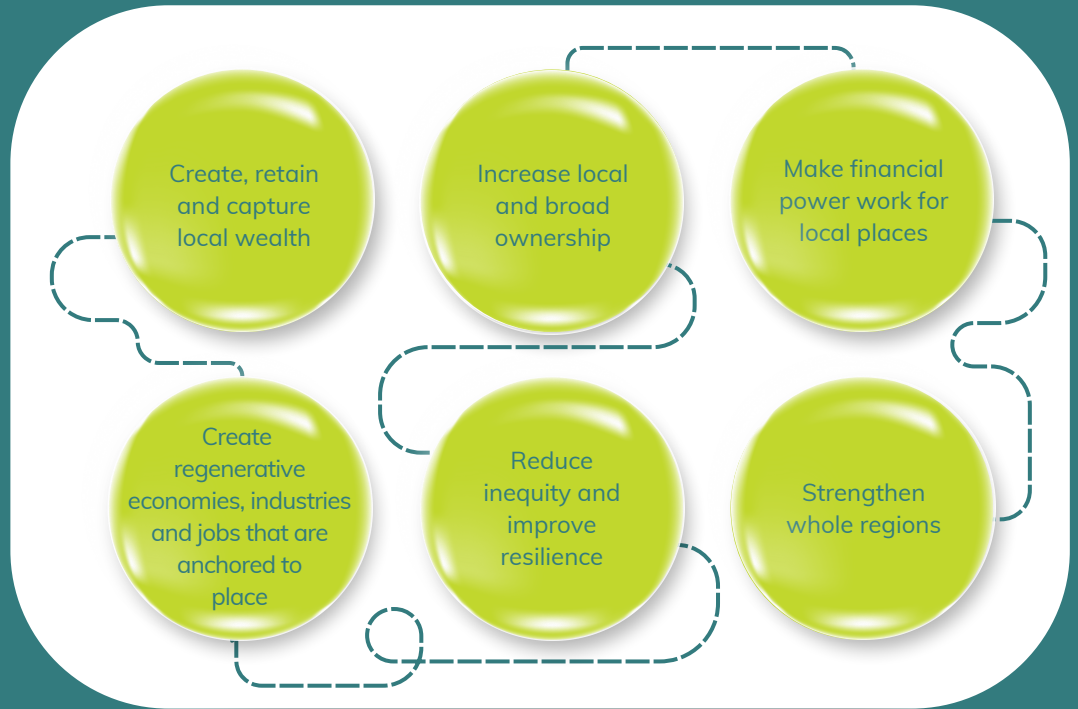 Create, retain
and capture
local wealth
Increase local
and broad
ownership
Make financial
power work for
local places
Create
regenerative
economies, industries
and jobs that are
anchored to
place
Reduce
inequity and
improve
resilience
Strengthen
whole regions